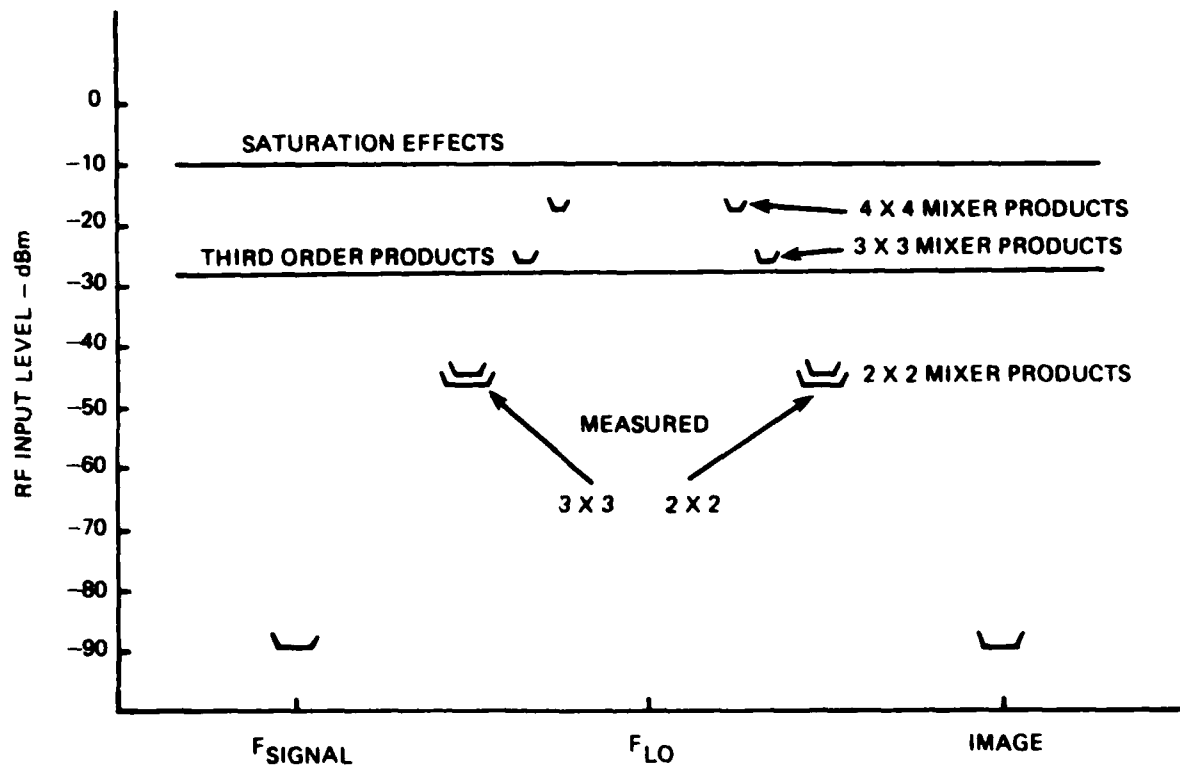 RF INPUT LEVEL – dBm
0
–10
–20
–30
–40
–50
–60
–70
–80
–90
SATURATION EFFECTS
4 X 4 MIXER PRODUCTS
3 X 3 MIXER PRODUCTS
THIRD ORDER PRODUCTS
2 X 2 MIXER PRODUCTS
MEASURED
3 X 3 2 X 2
FSIGNAL FLO IMAGE